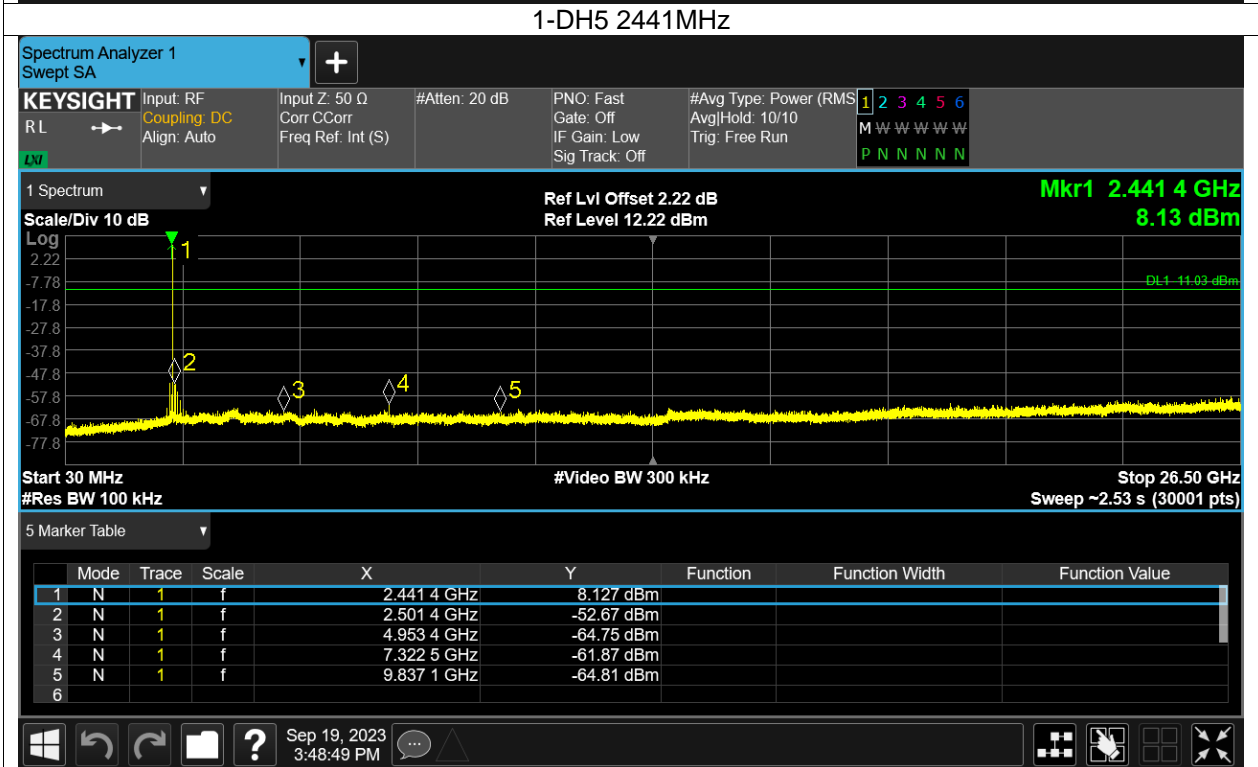 1-DH5 2441MHz
Spectrum Analyzer 1
Swept SA
+
KEYSIGHT Input: RF Input Z: 50 Ω #Atten: 20 dB PNO: Fast #Avg Type: Power (RMS 1 2 3 4 5 6
R L Coupling: DC Corr CCorr Gate: Off Avg|Hold: 10/10 M W W W W W
Align: Auto Freq Ref: Int (S) IF Gain: Low Trig: Free Run
LXI Sig Track: Off P N N N N N
1 Spectrum Ref Lvl Offset 2.22 dB Mkr1 2.441 4 GHz
Scale/Div 10 dB Ref Level 12.22 dBm 8.13 dBm
Log
1
2.22
-7.78 DL1 -11.03 dBm
-17.8
-27.8
-37.8
2
-47.8
-57.8 3 4 5
-67.8
-77.8
Start 30 MHz #Video BW 300 kHz Stop 26.50 GHz
#Res BW 100 kHz Sweep ~2.53 s (30001 pts)
5 Marker Table
Mode Trace Scale X Y Function Function Width Function Value
1 N 1 f 2.441 4 GHz 8.127 dBm
2 N 1 f 2.501 4 GHz -52.67 dBm
3 N 1 f 4.953 4 GHz -64.75 dBm
4 N 1 f 7.322 5 GHz -61.87 dBm
5 N 1 f 9.837 1 GHz -64.81 dBm
6
? Sep 19, 2023
3:48:49 PM